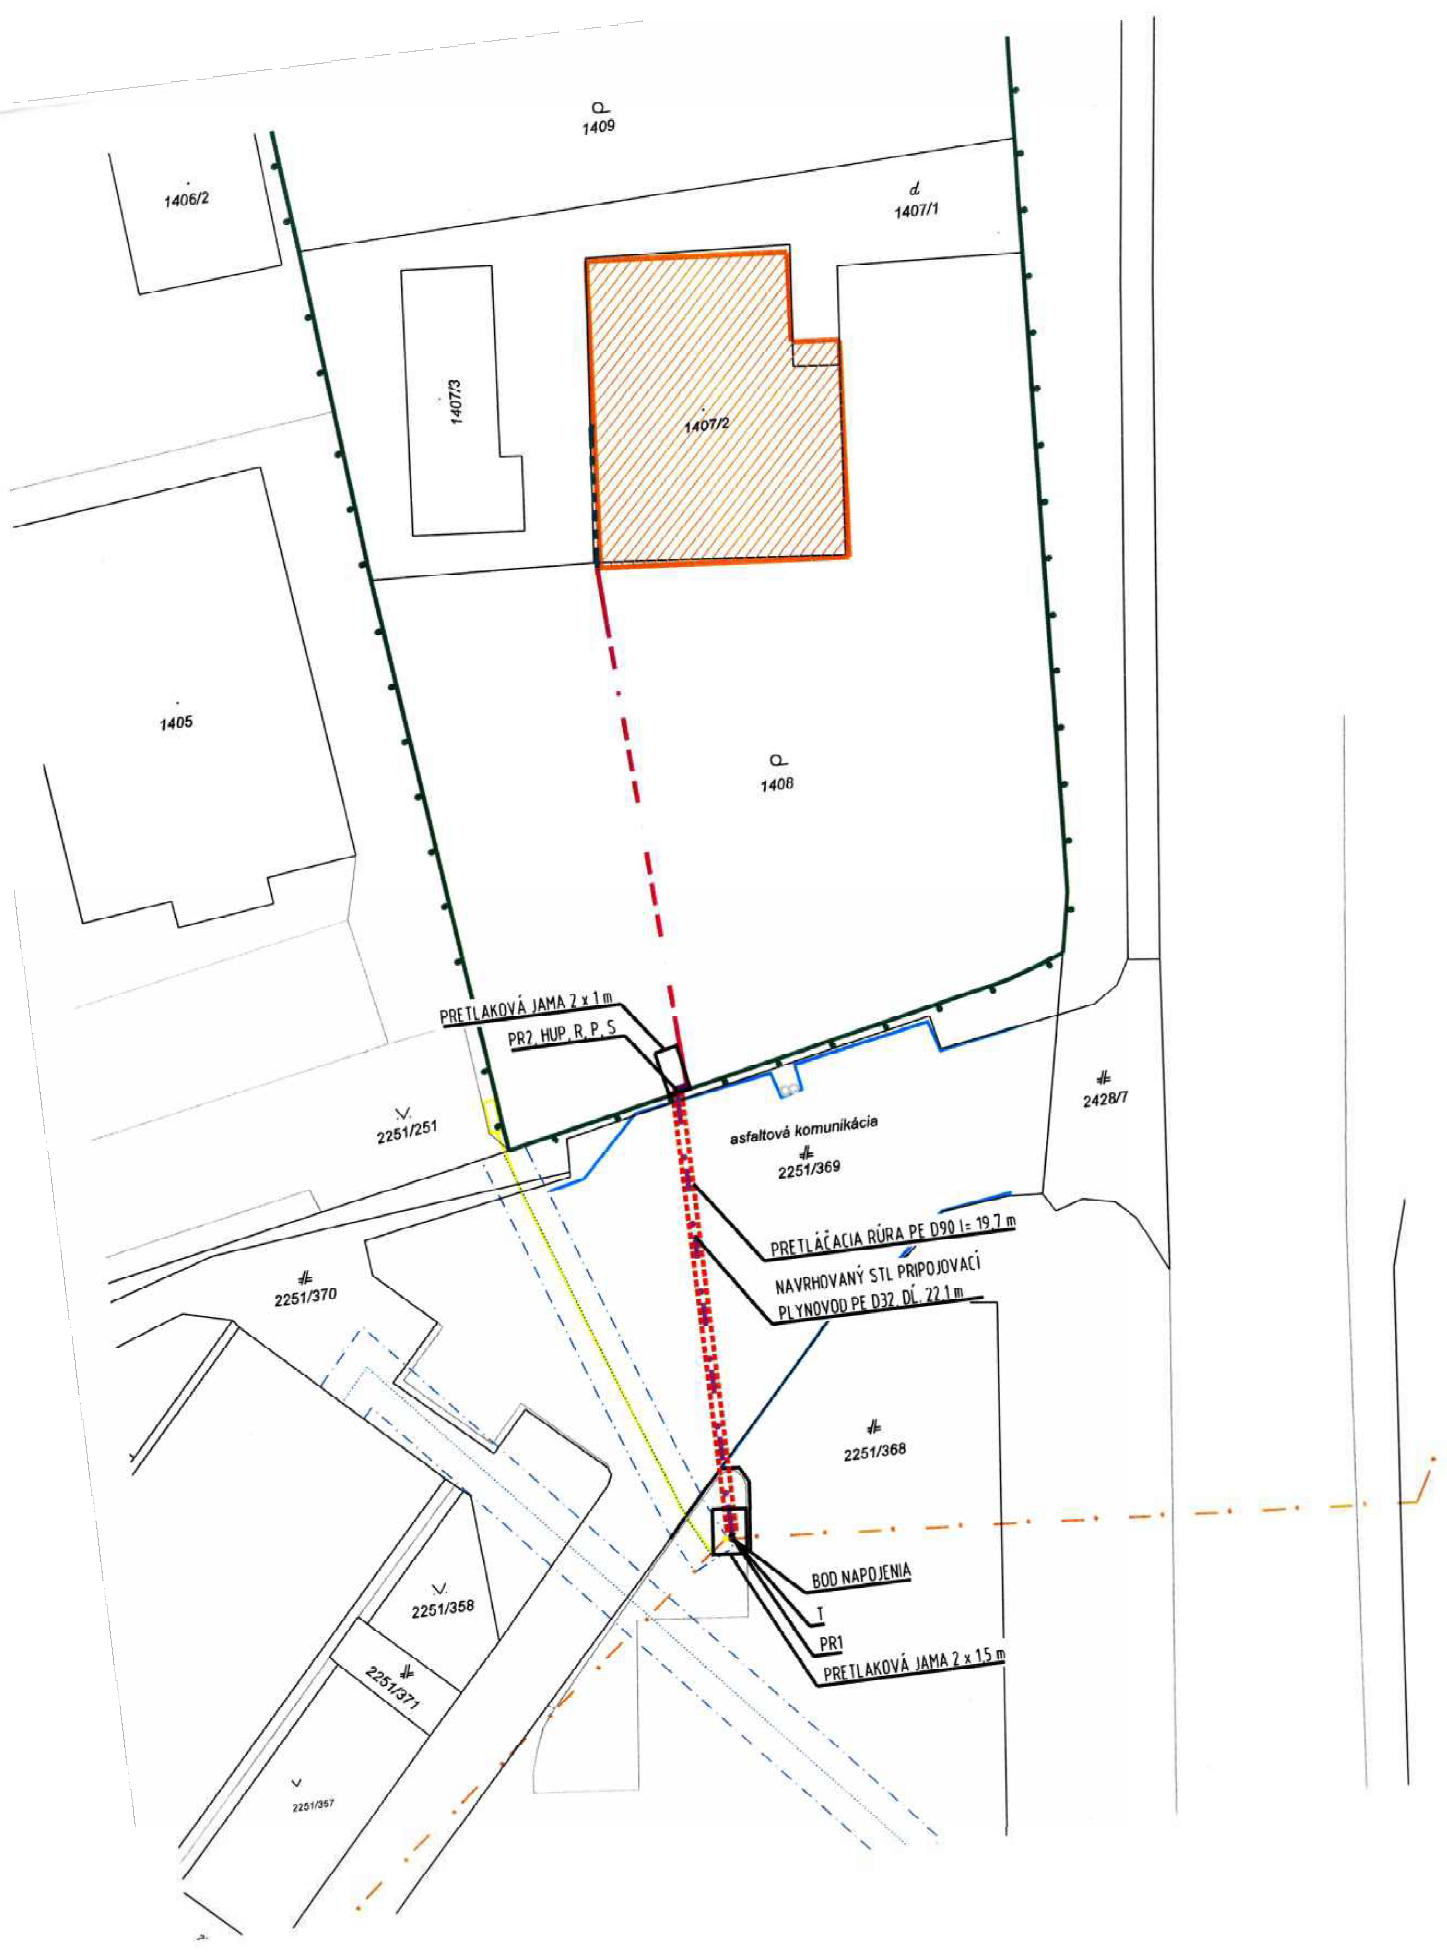 1409
1406/2
d
1407/1
1407/3
1407/2
1405
1408
PRETLAKOVÁ JAMA 2 x 1 m
PR2, HUP, R, P, S
2428/7
2251/251
asfaltová komunikácia
2251/369
PRETLÁČACIA RÚRA PE D90 l= 19,7 m
NAVRHOVANÝ STL PRIPOJOVACÍ
PLYNOVOD PE D32, DĹ. 22,1 m
2251/370
2251/368
BOD NAPOJENIA
T
PR1
PRETLAKOVÁ JAMA 2 x 1,5 m
2251/358
2251/371
2251/357